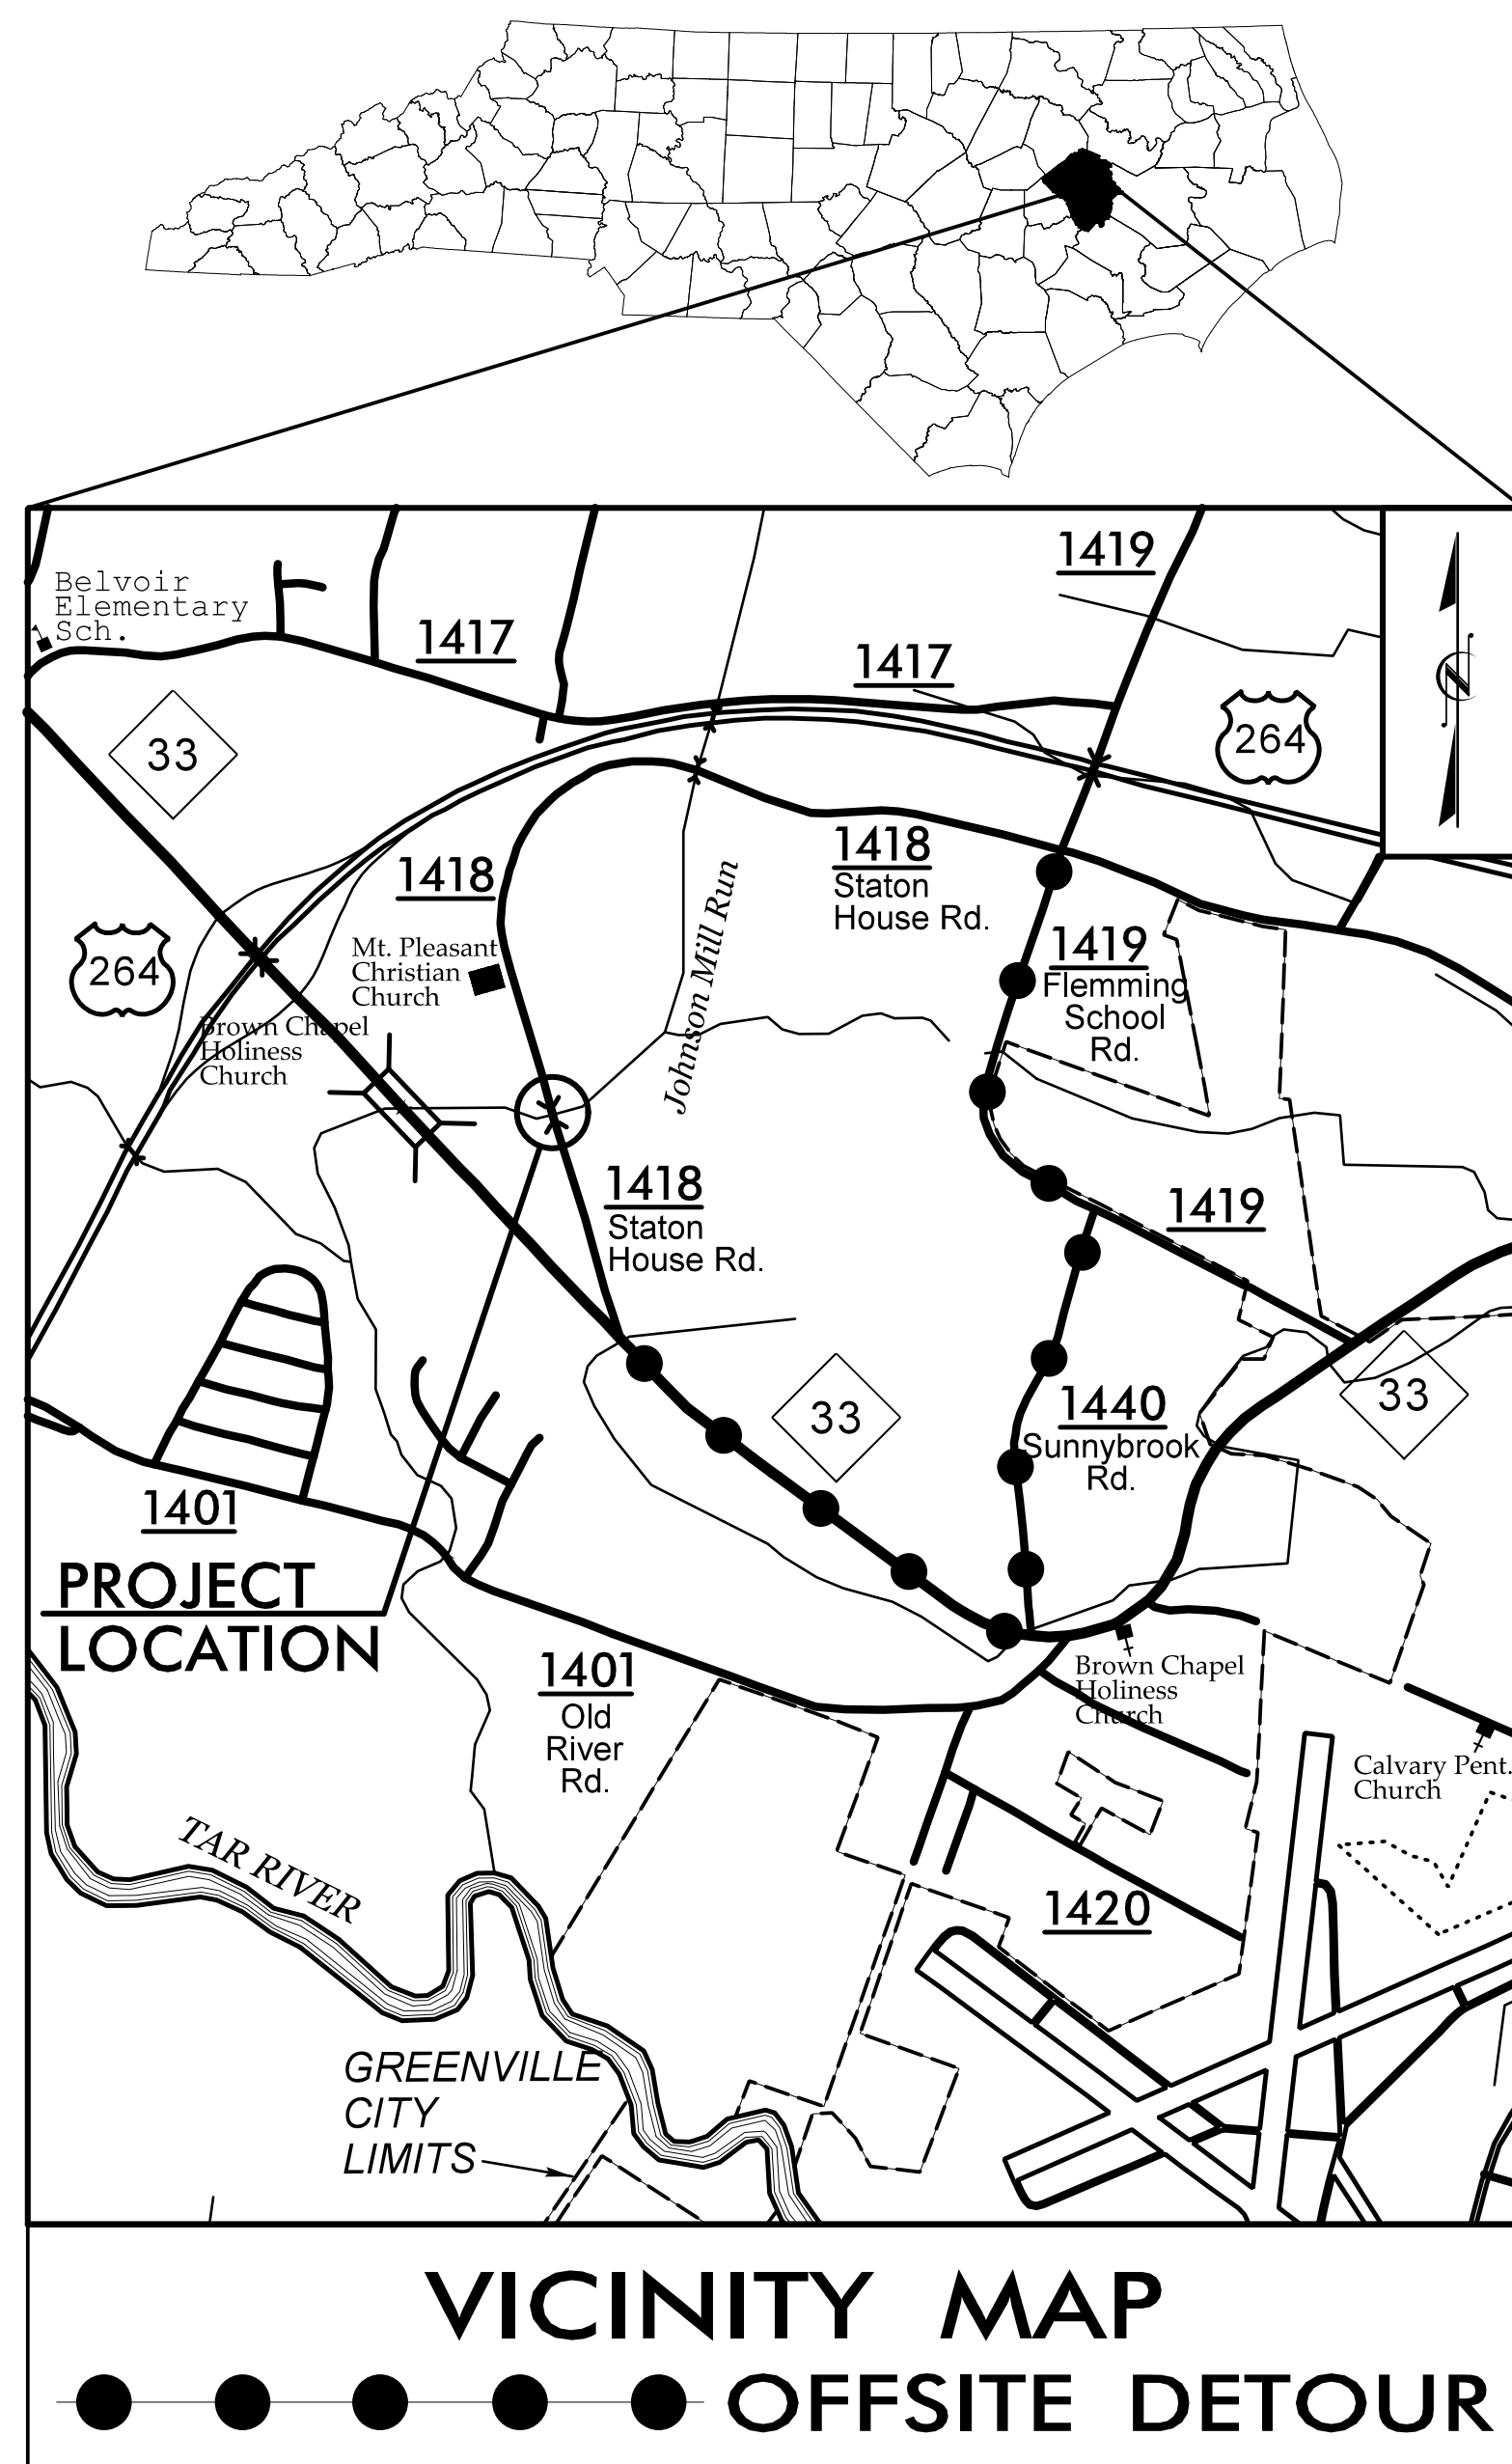 1419
Belvoir
Elementary
Sch.
1417
1417
33
264
1418
1418
Staton
House Rd.
264
Mt. Pleasant
Christian
Church
Johnson Mill Run
1419
Flemming
School
Rd.
Brown Chapel
Holiness
Church
1418
Staton
House Rd.
1419
33
33
1440
Sunnybrook
Rd.
1401
PROJECT
LOCATION
1401
Old
River
Rd.
Brown Chapel
Holiness
Church
Calvary Pent.
Church
TAR RIVER
1420
GREENVILLE
CITY
LIMITS
VICINITY MAP
OFFSITE DETOUR